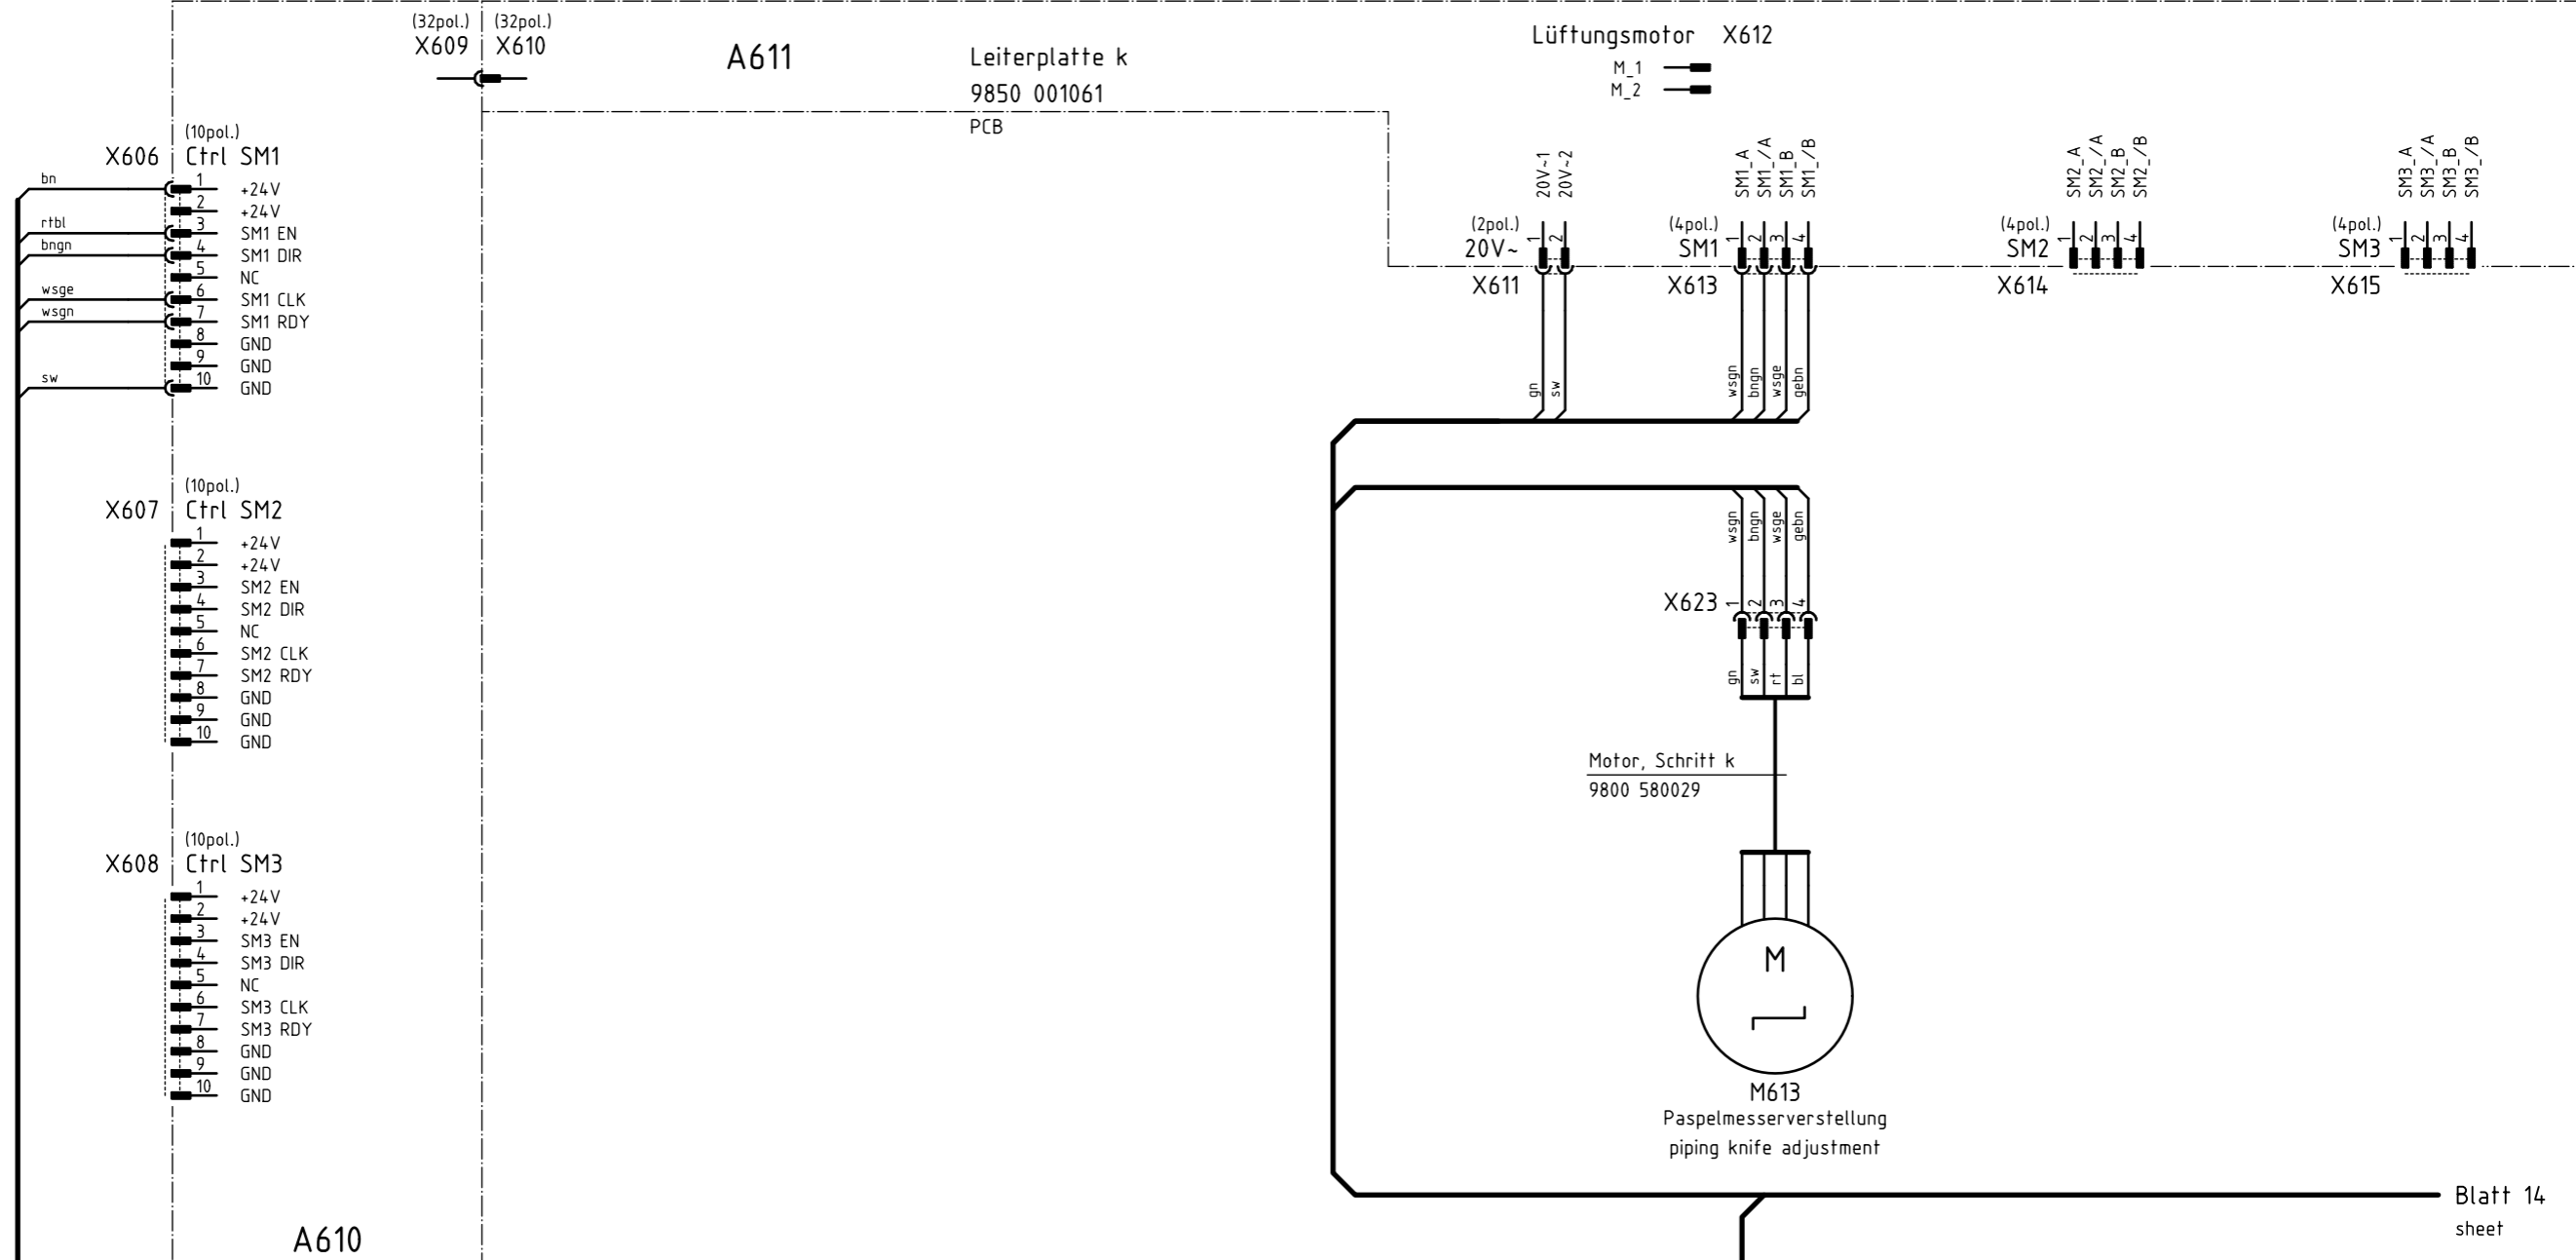 (32pol.) (32pol.)
X609 X610
A611
Leiterplatte k
9850 001061
PCB
Lüftungsmotor X612
M_1
M_2
(10pol.)
X606 Ctrl SM1
bn 1 +24V
2 +24V
rtbl 3 SM1 EN
bngn 4 SM1 DIR
5 NC
wsge 6 SM1 CLK
wsgn 7 SM1 RDY
8 GND
9 GND
sw 10 GND
20V~1
20V~2
(2pol.)
20V~ 1 2
X611
gn sw
SM1_A
SM1_/A
SM1_B
SM1_/B
(4pol.)
SM1 1 2 3 4
X613
wsgn bngn wsge gebn
SM2_A
SM2_/A
SM2_B
SM2_/B
(4pol.)
SM2 1 2 3 4
X614
SM3_A
SM3_/A
SM3_B
SM3_/B
(4pol.)
SM3 1 2 3 4
X615
(10pol.)
X607 Ctrl SM2
1 +24V
2 +24V
3 SM2 EN
4 SM2 DIR
5 NC
6 SM2 CLK
7 SM2 RDY
8 GND
9 GND
10 GND
wsgn bngn wsge gebn
X623 1 2 3 4
gn sw rt bl
Motor, Schritt k
9800 580029
(10pol.)
X608 Ctrl SM3
1 +24V
2 +24V
3 SM3 EN
4 SM3 DIR
5 NC
6 SM3 CLK
7 SM3 RDY
8 GND
9 GND
10 GND
M
M613
Paspelmesserverstellung
piping knife adjustment
A610
Blatt 14
sheet